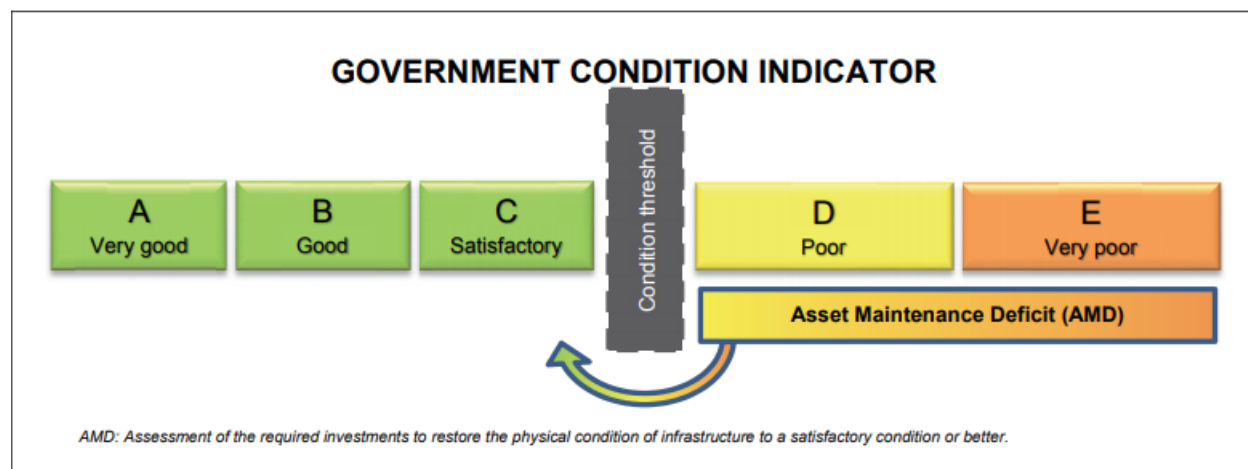 GOVERNMENT CONDITION INDICATOR
A
Very good
B
Good
C
Satisfactory
Condition threshold
D
Poor
E
Very poor
Asset Maintenance Deficit (AMD)
AMD: Assessment of the required investments to restore the physical condition of infrastructure to a satisfactory condition or better.